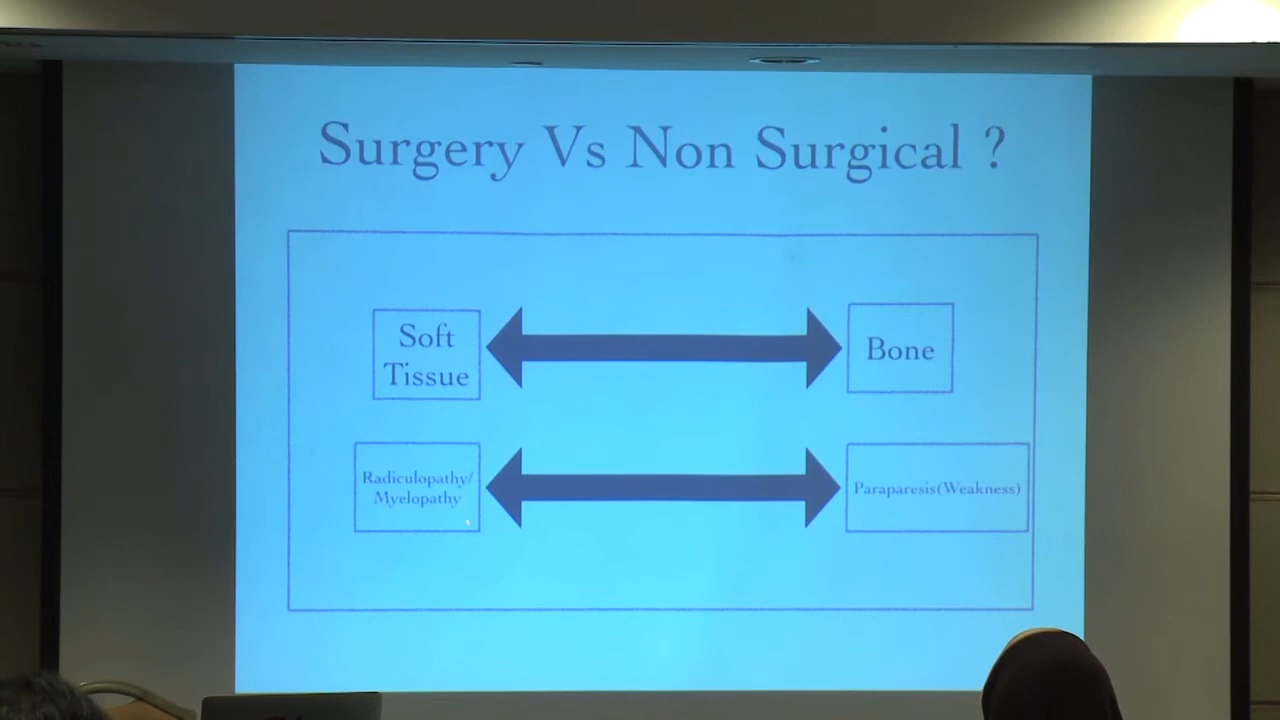 Surgery Vs Non Surgical ?
Soft
Tissue
Bone
Radiculopathy/
Myelopathy
Paraparesis(Weakness)